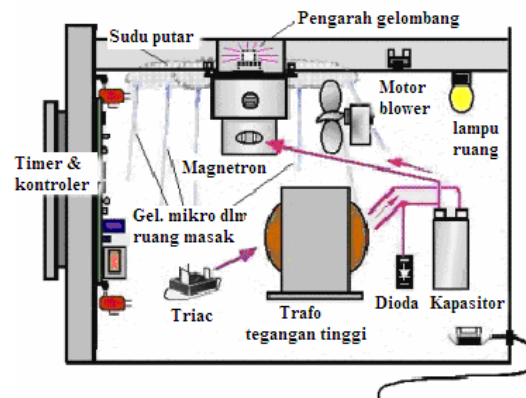 Pengarah gelombang
Sudu putar
Motor
blower
lampu
ruang
Timer &
kontroler
Magnetron
Gel. mikro dlm
ruang masak
Triac
Trafo
tegangan tinggi
Dioda
Kapasitor